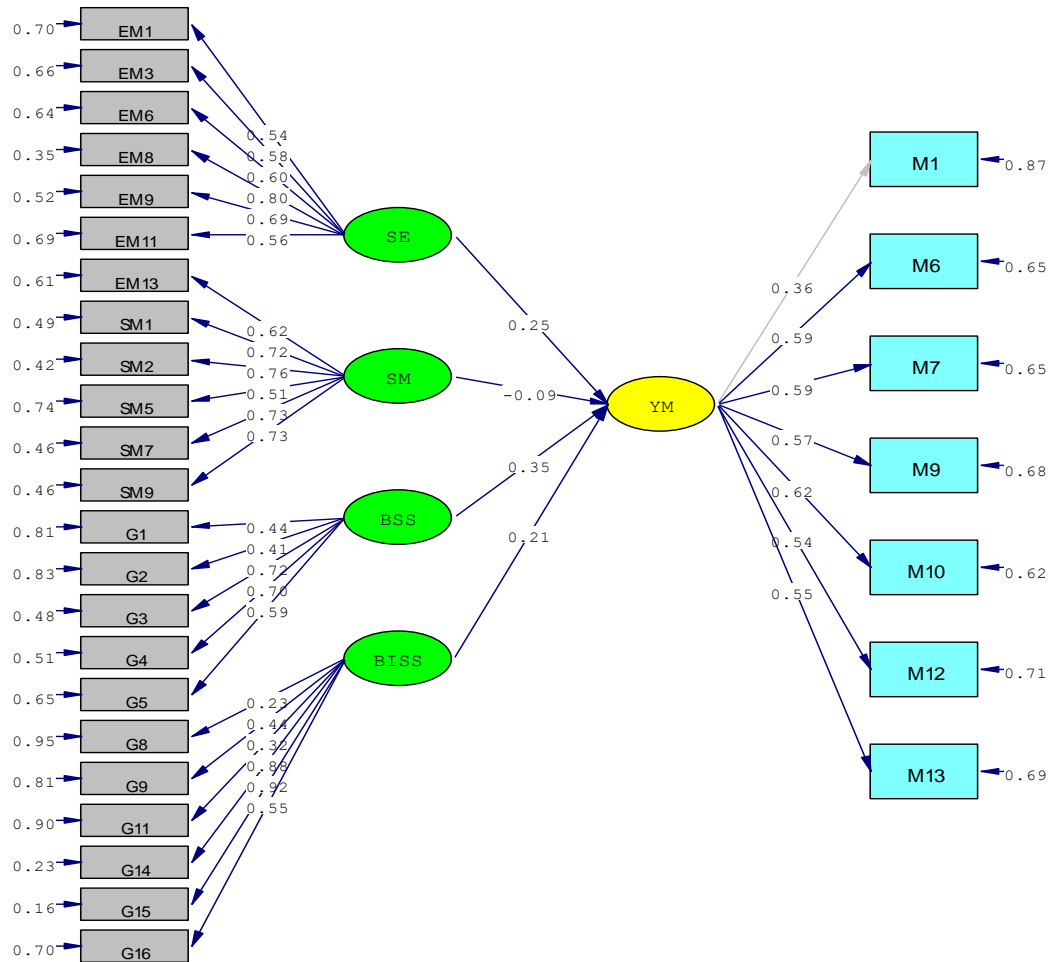 0.70 EM1
0.66 EM3
0.64 EM6
0.35 EM8
0.52 EM9
0.69 EM11
0.61 EM13
0.49 SM1
0.42 SM2
0.74 SM5
0.46 SM7
0.46 SM9
0.81 G1
0.83 G2
0.48 G3
0.51 G4
0.65 G5
0.95 G8
0.81 G9
0.90 G11
0.23 G14
0.16 G15
0.70 G16
0.54
0.58
0.60
0.80
0.69
0.56
0.62
0.72
0.76
0.51
0.73
0.73
0.44
0.41
0.72
0.70
0.59
0.23
0.44
0.32
0.88
0.92
0.55
SE
SM
BSS
BISS
0.25
-0.09
0.35
0.21
YM
0.36
0.59
0.59
0.57
0.62
0.54
0.55
M1 0.87
M6 0.65
M7 0.65
M9 0.68
M10 0.62
M12 0.71
M13 0.69